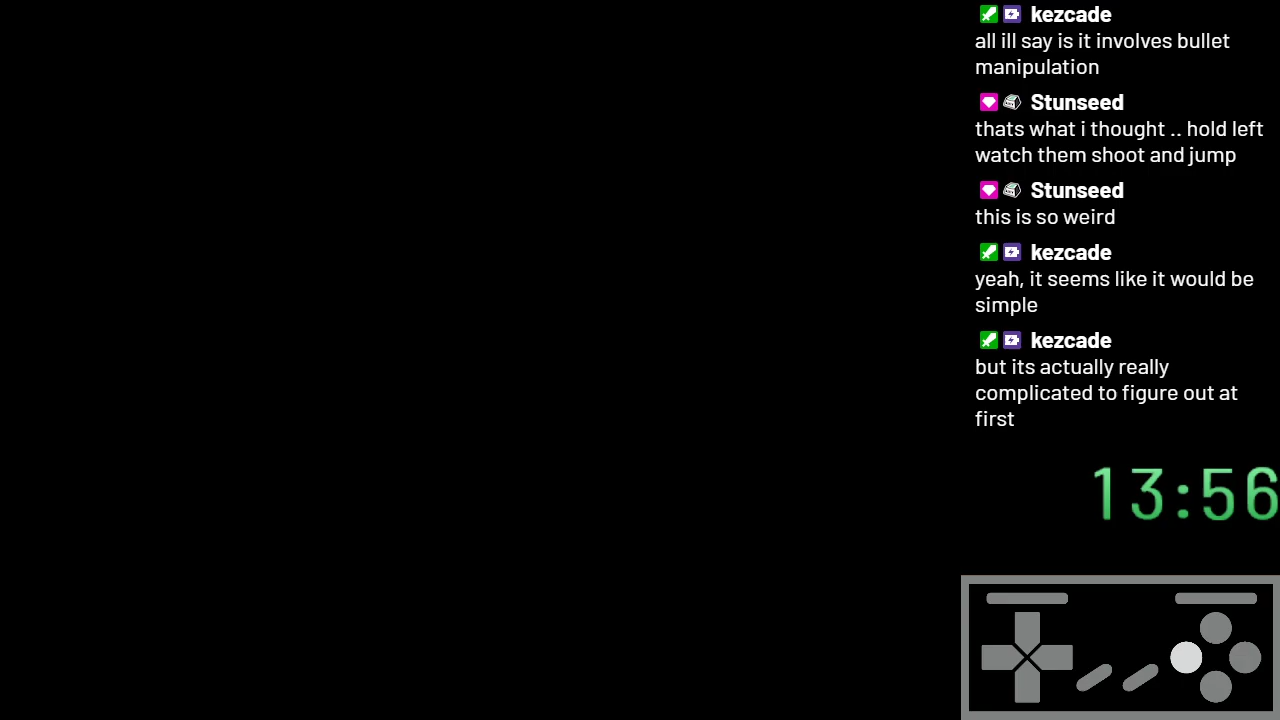 kezcade
all ill say is it involves bullet
manipulation
Stunseed
thats what i thought .. hold left
watch them shoot and jump
Stunseed
this is so weird
kezcade
yeah, it seems like it would be
simple
kezcade
but its actually really
complicated to figure out at
first
13:56